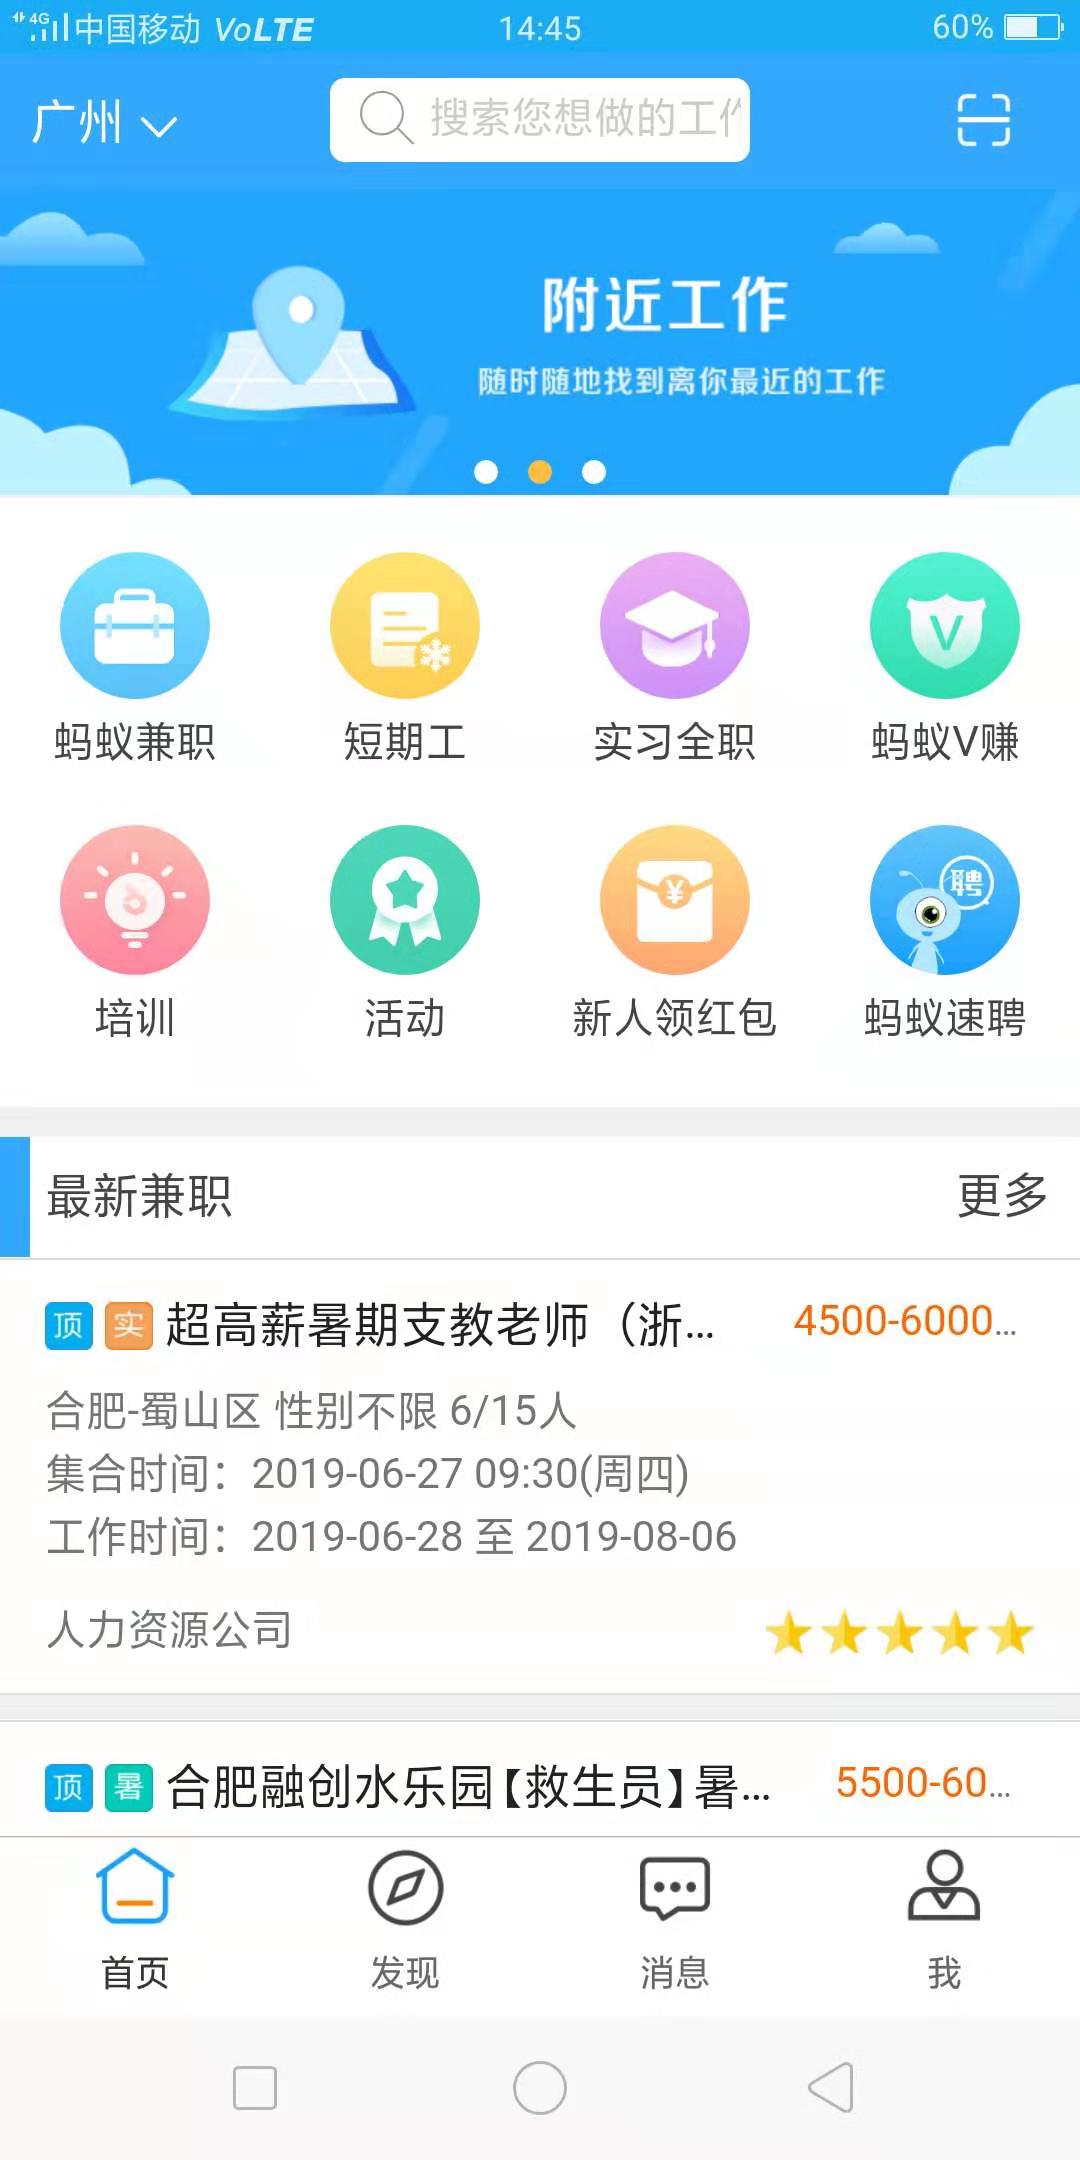 4G 中国移动 VoLTE 14:45 60%
广州 搜索您想做的工作
附近工作
随时随地找到离你最近的工作
蚂蚁兼职 短期工 实习全职 蚂蚁V赚
聘
培训 活动 新人领红包 蚂蚁速聘
最新兼职 更多
顶 实 超高薪暑期支教老师（浙... 4500-6000...
合肥-蜀山区 性别不限 6/15人
集合时间：2019-06-27 09:30(周四)
工作时间：2019-06-28 至 2019-08-06
人力资源公司
顶 暑 合肥融创水乐园【救生员】暑... 5500-60...
首页 发现 消息 我